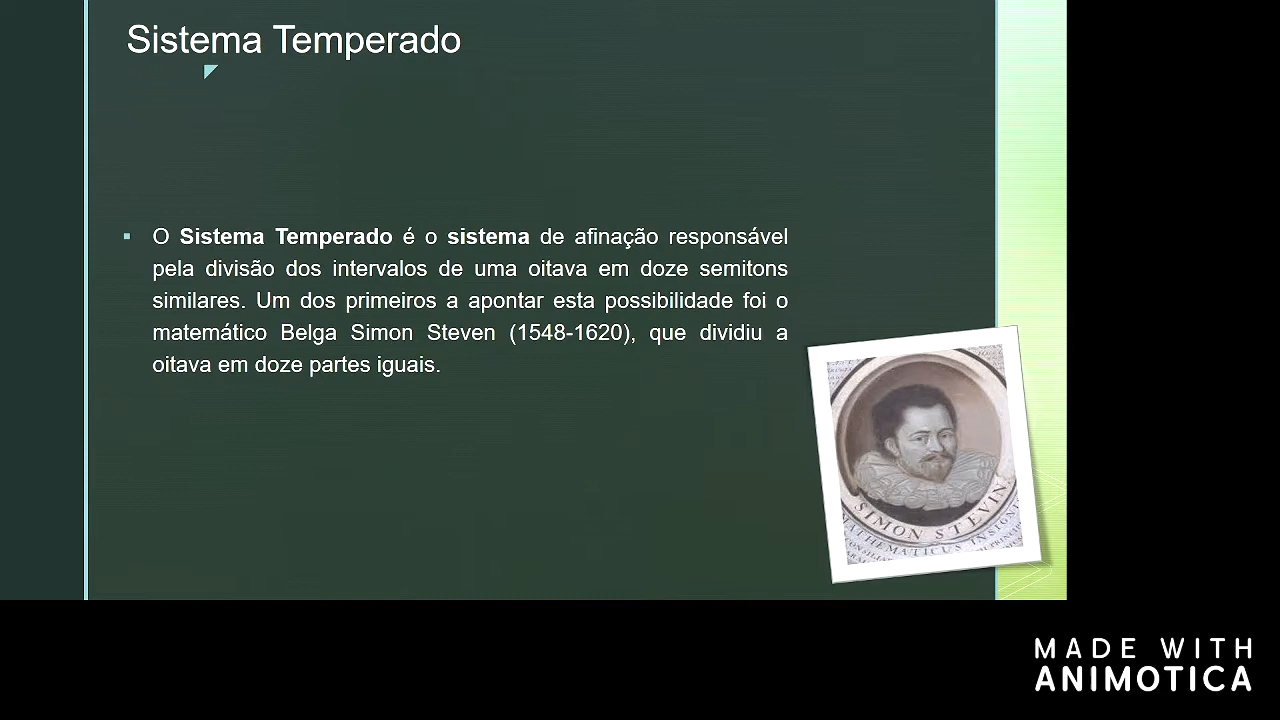 Sistema Temperado
O Sistema Temperado é o sistema de afinação responsável
pela divisão dos intervalos de uma oitava em doze semitons
similares. Um dos primeiros a apontar esta possibilidade foi o
matemático Belga Simon Steven (1548-1620), que dividiu a
oitava em doze partes iguais.
SIMON STEVIN
MATHEMATICUS INSIGNIS
MADE WITH
ANIMOTICA